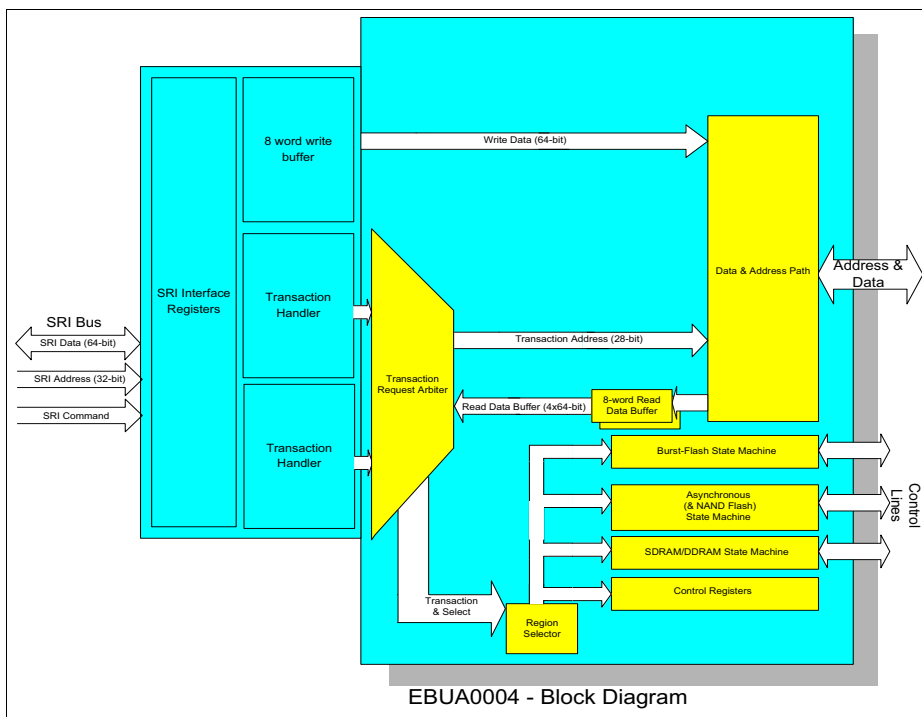 8 word write
buffer
Write Data (64-bit)
Data & Address Path
Address &
Data
SRI Interface
Registers
Transaction
Handler
SRI Bus
SRI Data (64-bit)
SRI Address (32-bit)
SRI Command
Transaction Address (28-bit)
Transaction
Request Arbiter
Read Data Buffer (4x64-bit)
8-word Read
Data Buffer
Transaction
Handler
Burst-Flash State Machine
Asynchronous
(& NAND Flash)
State Machine
SDRAM/DDRAM State Machine
Control Registers
Control
Lines
Transaction
& Select
Region
Selector
EBUA0004 - Block Diagram